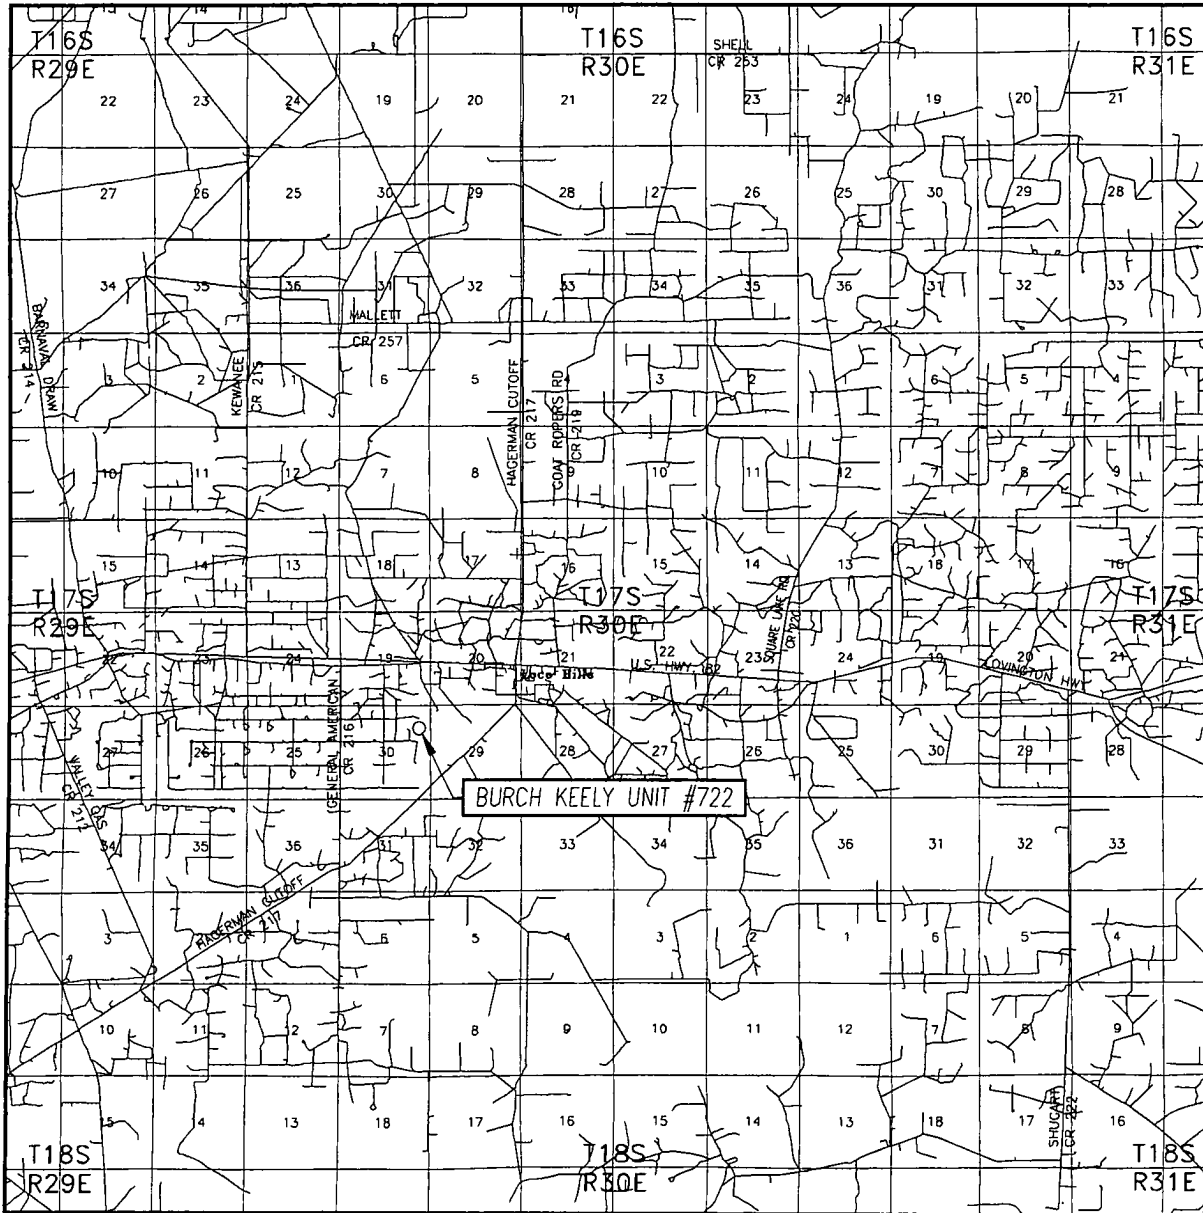 T16S
R29E
T16S
R30E
SHELL
CR 253
T16S
R31E
22 23 24 19 20 21 22 23 24 19 20 21
27 26 25 30 29 28 27 26 25 30 29 28
34 35 36 31 32 33 34 35 36 31 32 33
MALLETT
CR 257
BARNAVAL DRAW
CR 214
3 2 1 6 5 4 3 2 1 6 5 4
KEWANEE
CR 215
HAGERMAN CUTOFF
CR 217
GOAT ROPERS RD
CR 219
10 11 12 7 8 9 10 11 12 7 8 9
15 14 13 18 17 16 15 14 13 18 17 16
T17S
R29E
T17S
R30E
T17S
R31E
SQUARE LAKE RD
CR 220
22 23 24 19 20 21 22 23 24 19 20 21
Loco Hills
U.S. HWY 182
LOVINGTON HWY
GENERAL AMERICAN
CR 216
27 26 25 30 29 28 27 26 25 30 29 28
VALLEY GAS
CR 212
BURCH KEELY UNIT #722
34 35 36 31 32 33 34 35 36 31 32 33
HAGERMAN CUTOFF
CR 217
3 6 5 4 3 2 1 6 5 4
10 11 12 7 8 9 10 11 12 7 8 9
15 14 13 18 17 16 15 14 13 18 17 16
SHUGART
CR 222
T18S
R29E
T18S
R30E
T18S
R31E